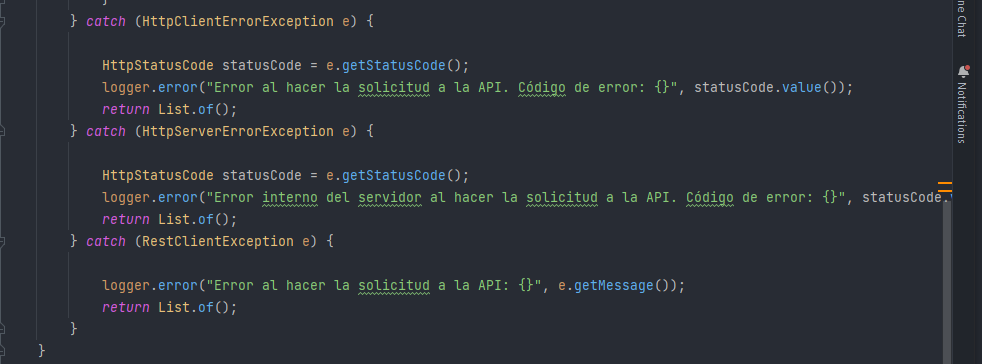 }
} catch (HttpClientErrorException e) {
HttpStatusCode statusCode = e.getStatusCode();
logger.error("Error al hacer la solicitud a la API. Código de error: {}", statusCode.value());
return List.of();
} catch (HttpServerErrorException e) {
HttpStatusCode statusCode = e.getStatusCode();
logger.error("Error interno del servidor al hacer la solicitud a la API. Código de error: {}", statusCode.
return List.of();
} catch (RestClientException e) {
logger.error("Error al hacer la solicitud a la API: {}", e.getMessage());
return List.of();
}
}
ne Chat
Notifications